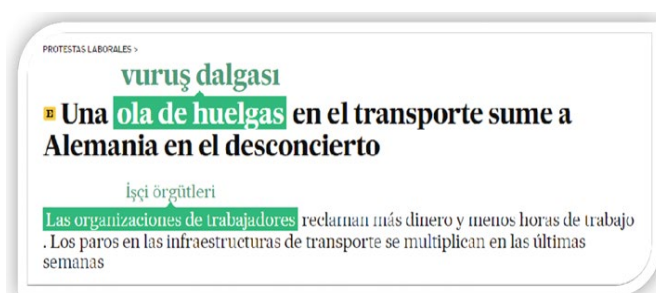 PROTESTAS LABORALES >
vuruş dalgası
E Una ola de huelgas en el transporte sume a
Alemania en el desconcierto
İşçi örgütleri
Las organizaciones de trabajadores reclaman más dinero y menos horas de trabajo
. Los paros en las infraestructuras de transporte se multiplican en las últimas
semanas